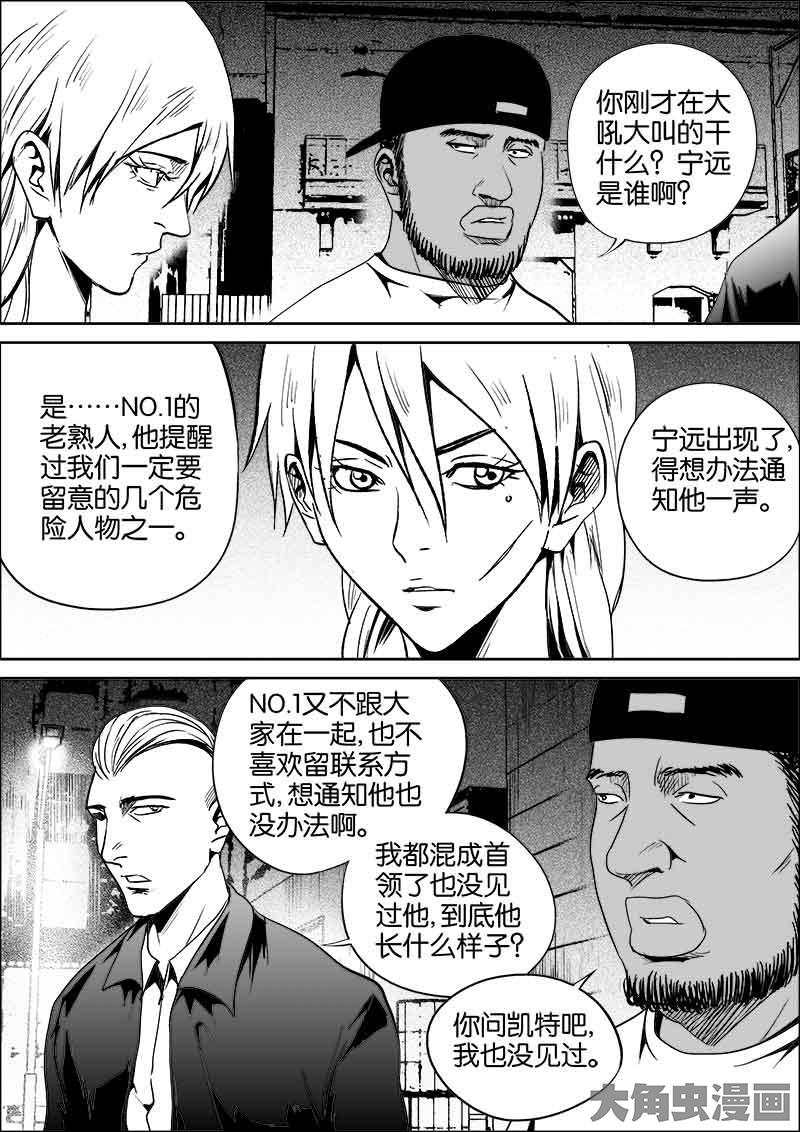 你刚才在大
吼大叫的干
什么？宁远
是谁啊？
是……NO.1的
老熟人,他提醒
过我们一定要
留意的几个危
险人物之一。
宁远出现了,
得想办法通
知他一声。
NO.1又不跟大
家在一起,也不
喜欢留联系方
式,想通知他也
没办法啊。
我都混成首
领了也没见
过他,到底他
长什么样子？
你问凯特吧,
我也没见过。
大角虫漫画